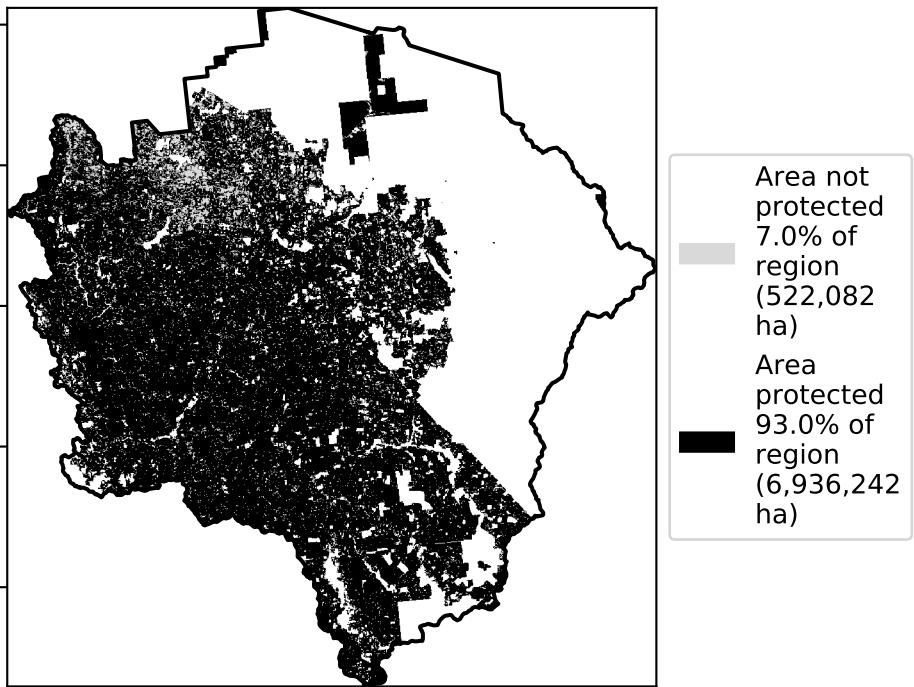 Area not
protected
7.0% of
region
(522,082
ha)
Area
protected
93.0% of
region
(6,936,242
ha)